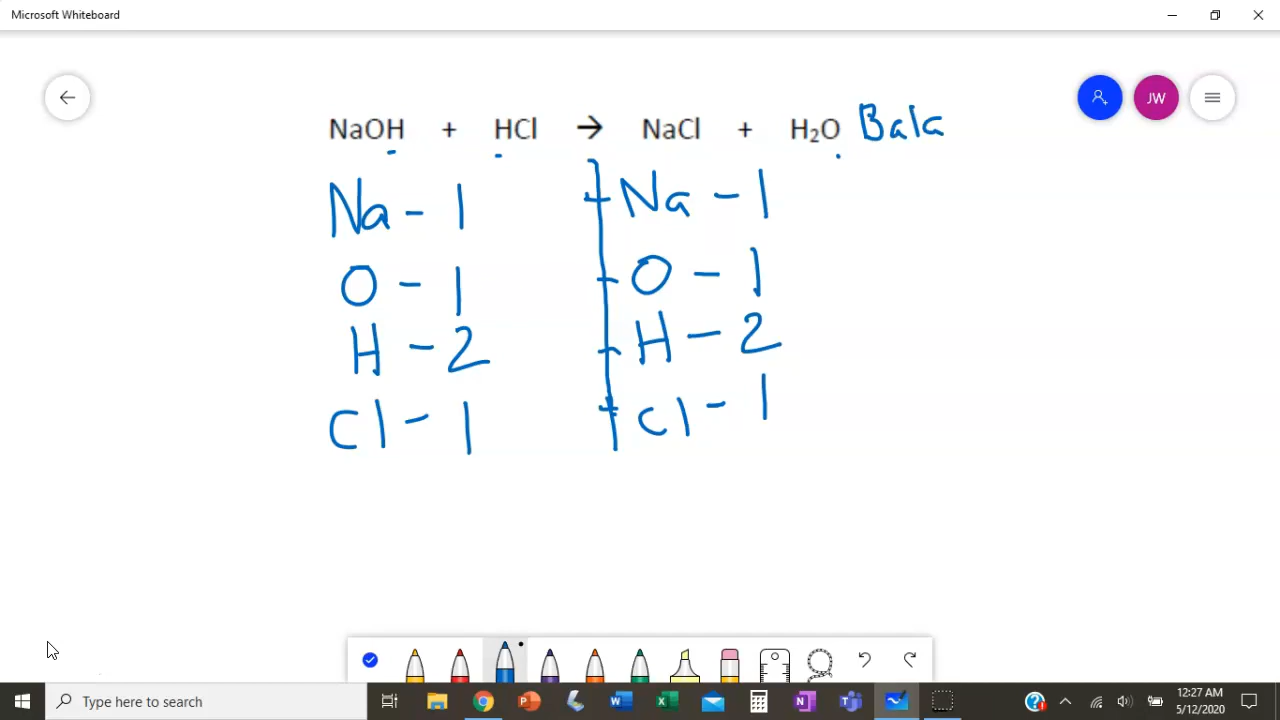 Microsoft Whiteboard
JW
NaOH + HCl → NaCl + H₂O Bala
Na - 1 Na - 1
O - 1 O - 1
H - 2 H - 2
Cl - 1 Cl - 1
Type here to search
12:27 AM
5/12/2020